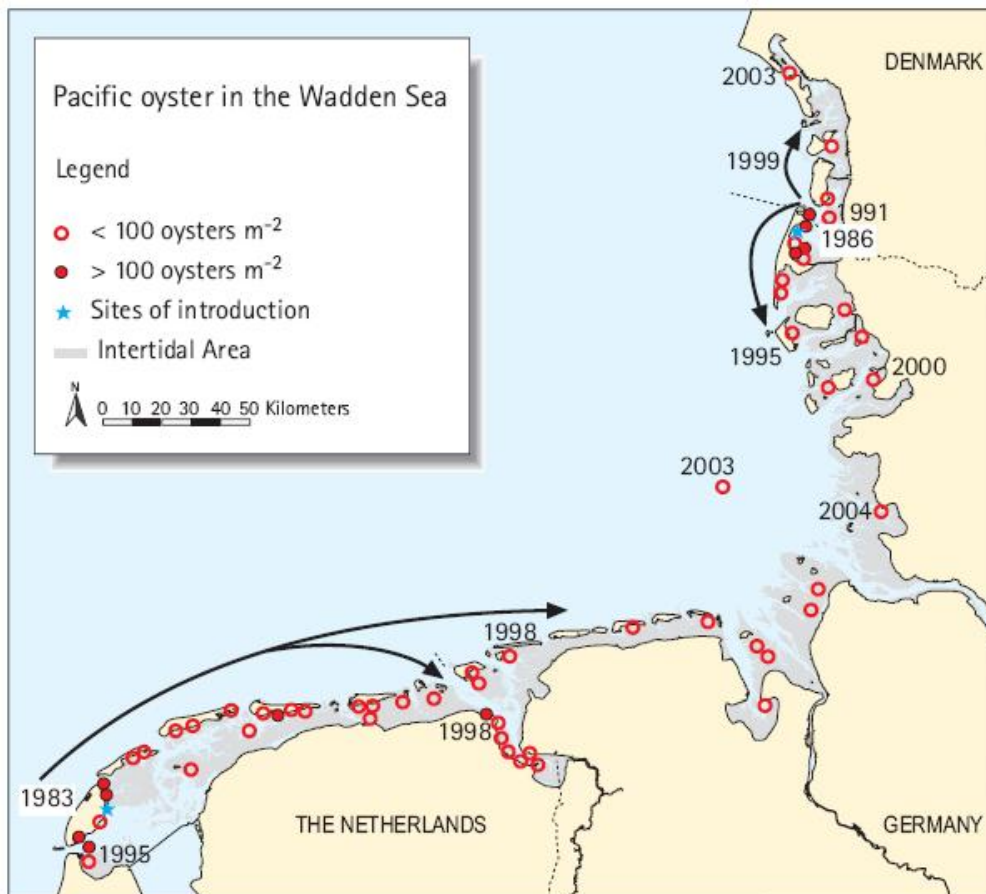 Pacific oyster in the Wadden Sea
Legend
< 100 oysters m⁻²
> 100 oysters m⁻²
Sites of introduction
Intertidal Area
N
0 10 20 30 40 50 Kilometers
DENMARK
2003
1999
1991
1986
1995
2000
2003
2004
1998
1998
1983
1995
THE NETHERLANDS
GERMANY